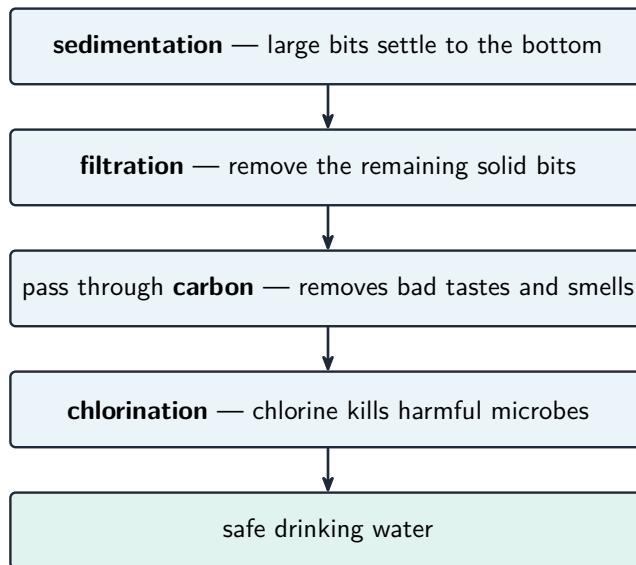 sedimentation — large bits settle to the bottom
filtration — remove the remaining solid bits
pass through carbon — removes bad tastes and smells
chlorination — chlorine kills harmful microbes
safe drinking water